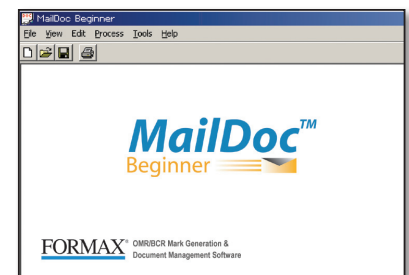 MailDoc Beginner
File View Edit Process Tools Help
MailDoc™
Beginner
FORMAX® OMR/BCR Mark Generation &
Document Management Software